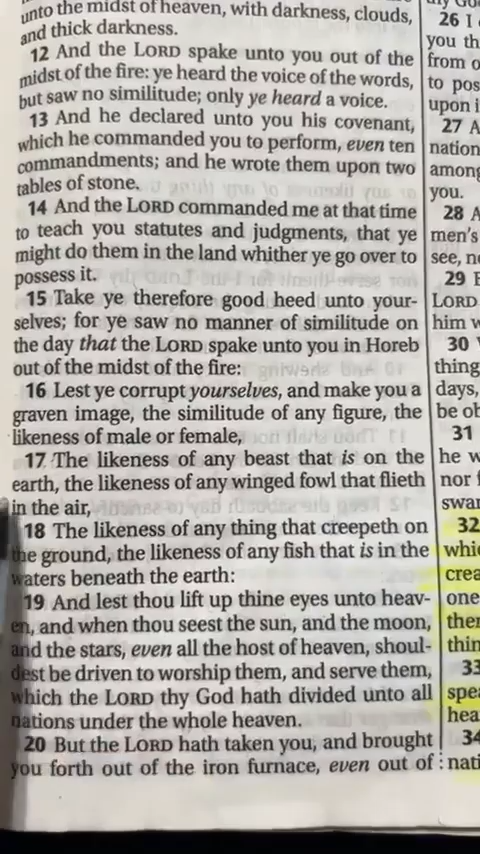 unto the midst of heaven, with darkness, clouds,
and thick darkness.
12 And the LORD spake unto you out of the
midst of the fire: ye heard the voice of the words,
but saw no similitude; only ye heard a voice.
13 And he declared unto you his covenant,
which he commanded you to perform, even ten
commandments; and he wrote them upon two
tables of stone.
14 And the LORD commanded me at that time
to teach you statutes and judgments, that ye
might do them in the land whither ye go over to
possess it.
15 Take ye therefore good heed unto your-
selves; for ye saw no manner of similitude on
the day that the LORD spake unto you in Horeb
out of the midst of the fire:
16 Lest ye corrupt yourselves, and make you a
graven image, the similitude of any figure, the
likeness of male or female,
17 The likeness of any beast that is on the
earth, the likeness of any winged fowl that flieth
in the air,
18 The likeness of any thing that creepeth on
the ground, the likeness of any fish that is in the
waters beneath the earth:
19 And lest thou lift up thine eyes unto heav-
en, and when thou seest the sun, and the moon,
and the stars, even all the host of heaven, shoul-
dest be driven to worship them, and serve them,
which the LORD thy God hath divided unto all
nations under the whole heaven.
20 But the LORD hath taken you, and brought
you forth out of the iron furnace, even out of
26 I
you
from
to
upon
27
nation
among
you.
28
men's
see,
29
LORD
him
30
thing
days,
be
31
he
nor
32
one
33
34